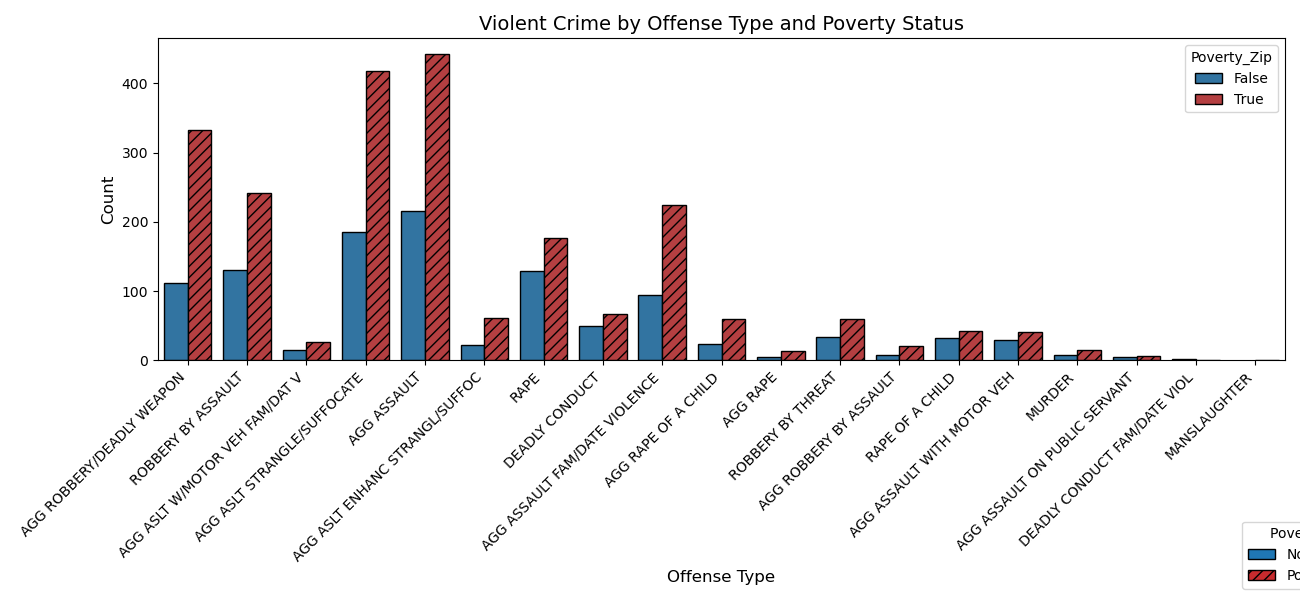 Violent Crime by Offense Type and Poverty Status
Poverty_Zip
False
True
Count
400
300
200
100
0
AGG ROBBERY/DEADLY WEAPON
ROBBERY BY ASSAULT
AGG ASLT W/MOTOR VEH FAM/DAT V
AGG ASLT STRANGLE/SUFFOCATE
AGG ASSAULT
AGG ASLT ENHANC STRANGL/SUFFOC
RAPE
DEADLY CONDUCT
AGG ASSAULT FAM/DATE VIOLENCE
AGG RAPE OF A CHILD
AGG RAPE
ROBBERY BY THREAT
AGG ROBBERY BY ASSAULT
RAPE OF A CHILD
AGG ASSAULT WITH MOTOR VEH
MURDER
AGG ASSAULT ON PUBLIC SERVANT
DEADLY CONDUCT FAM/DATE VIOL
MANSLAUGHTER
Offense Type